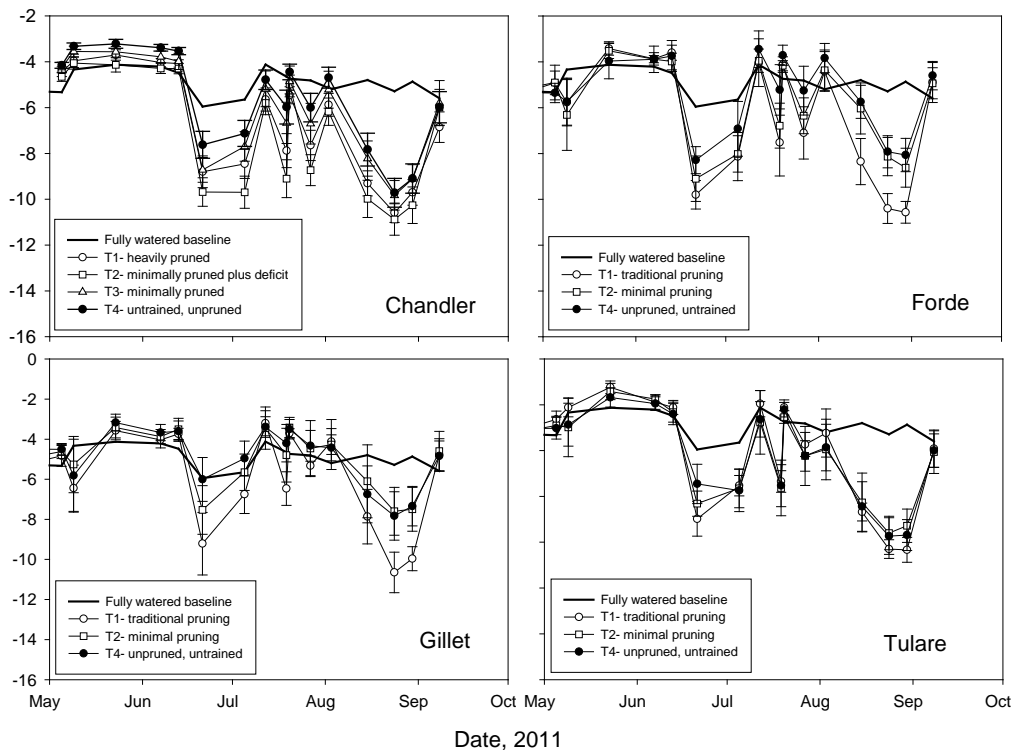 -2
-4
-6
-8
-10
-12
-14
-16
Fully watered baseline
T1- heavily pruned
T2- minimally pruned plus deficit
T3- minimally pruned
T4- untrained, unpruned
Chandler
Fully watered baseline
T1- traditional pruning
T2- minimal pruning
T4- unpruned, untrained
Forde
0
-2
-4
-6
-8
-10
-12
-14
-16
Fully watered baseline
T1- traditional pruning
T2- minimal pruning
T4- unpruned, untrained
Gillet
May Jun Jul Aug Sep
Fully watered baseline
T1- traditional pruning
T2- minimal pruning
T4- unpruned, untrained
Tulare
Oct May Jun Jul Aug Sep Oct
Date, 2011